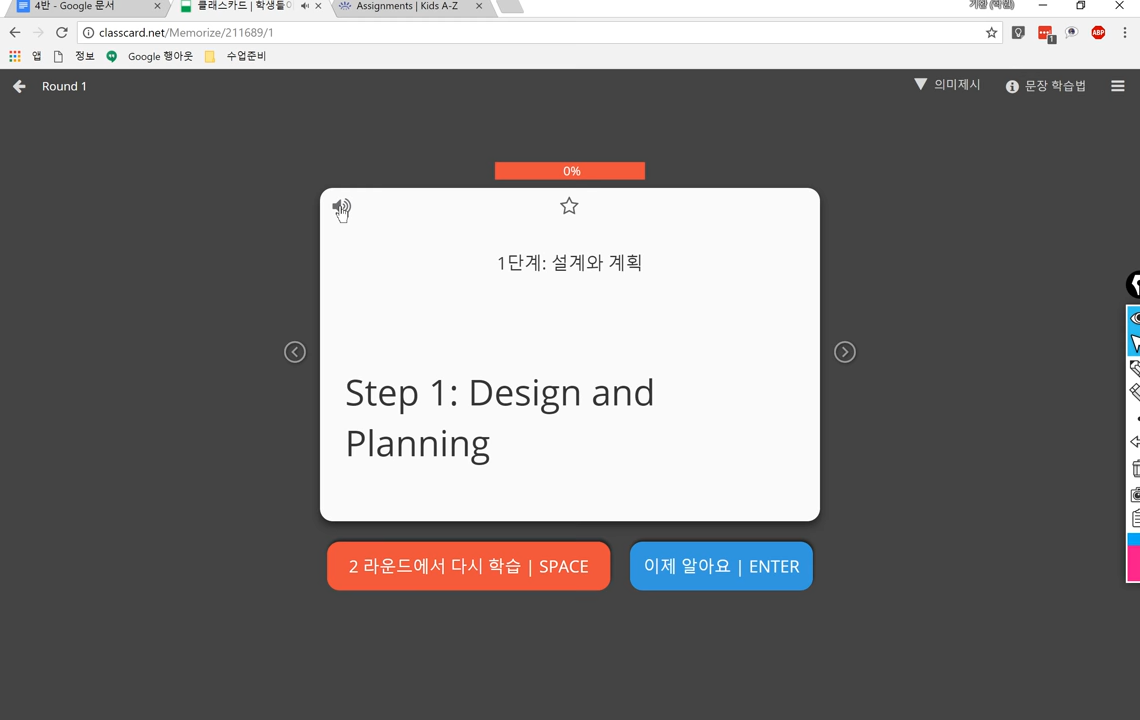 4반 - Google 문서
클래스카드 | 학생들이
Assignments | Kids A-Z
classcard.net/Memorize/211689/1
1
ABP
앱
정보
Google 행아웃
수업준비
Round 1
의미제시
문장 학습법
0%
1단계: 설계와 계획
Step 1: Design and
Planning
2 라운드에서 다시 학습 | SPACE
이제 알아요 | ENTER